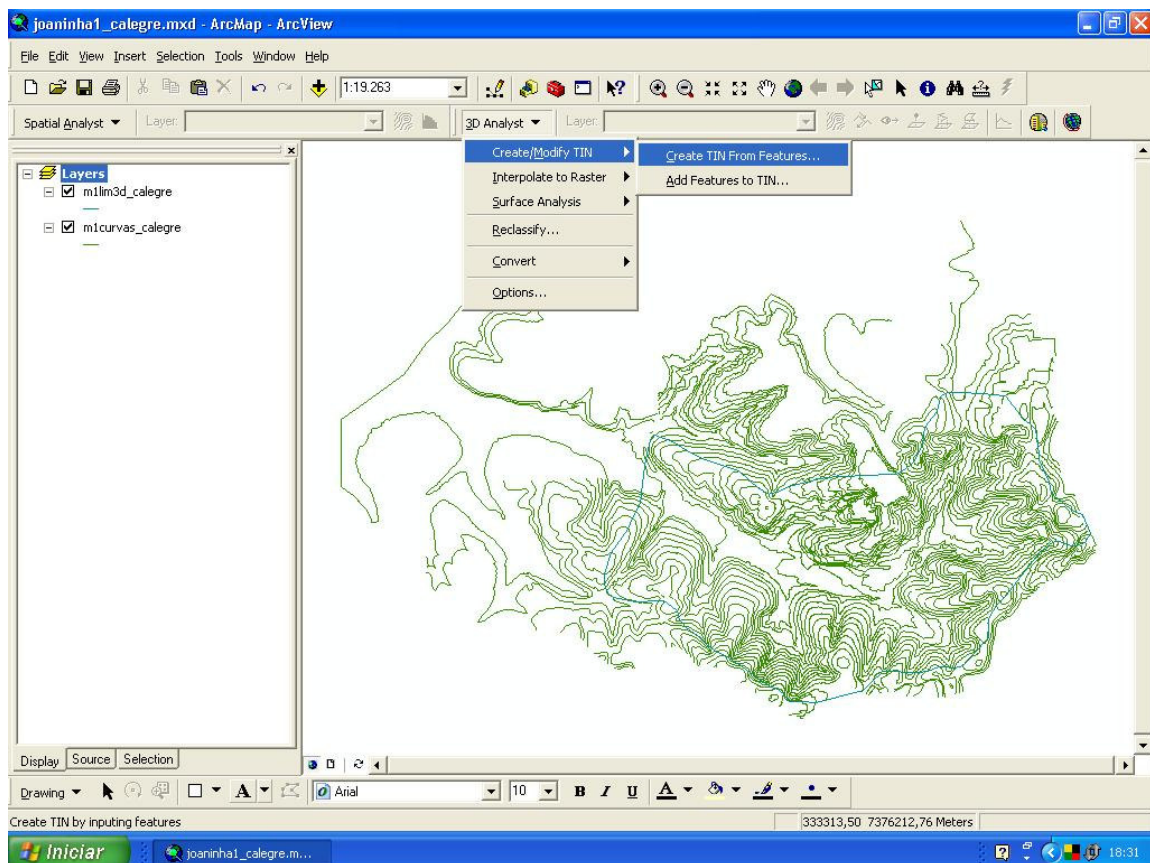 joaninha1_calegre.mxd - ArcMap - ArcView
File Edit View Insert Selection Tools Window Help
1:19.263
Spatial Analyst Layer: 3D Analyst Layer:
Create/Modify TIN
Interpolate to Raster
Surface Analysis
Reclassify...
Convert
Options...
Create TIN From Features...
Add Features to TIN...
Layers
m1lim3d_calegre
m1curvas_calegre
Display Source Selection
Drawing A Arial 10 B I U A
Create TIN by inputing features
333313,50 7376212,76 Meters
Iniciar
joaninha1_calegre.m...
18:31